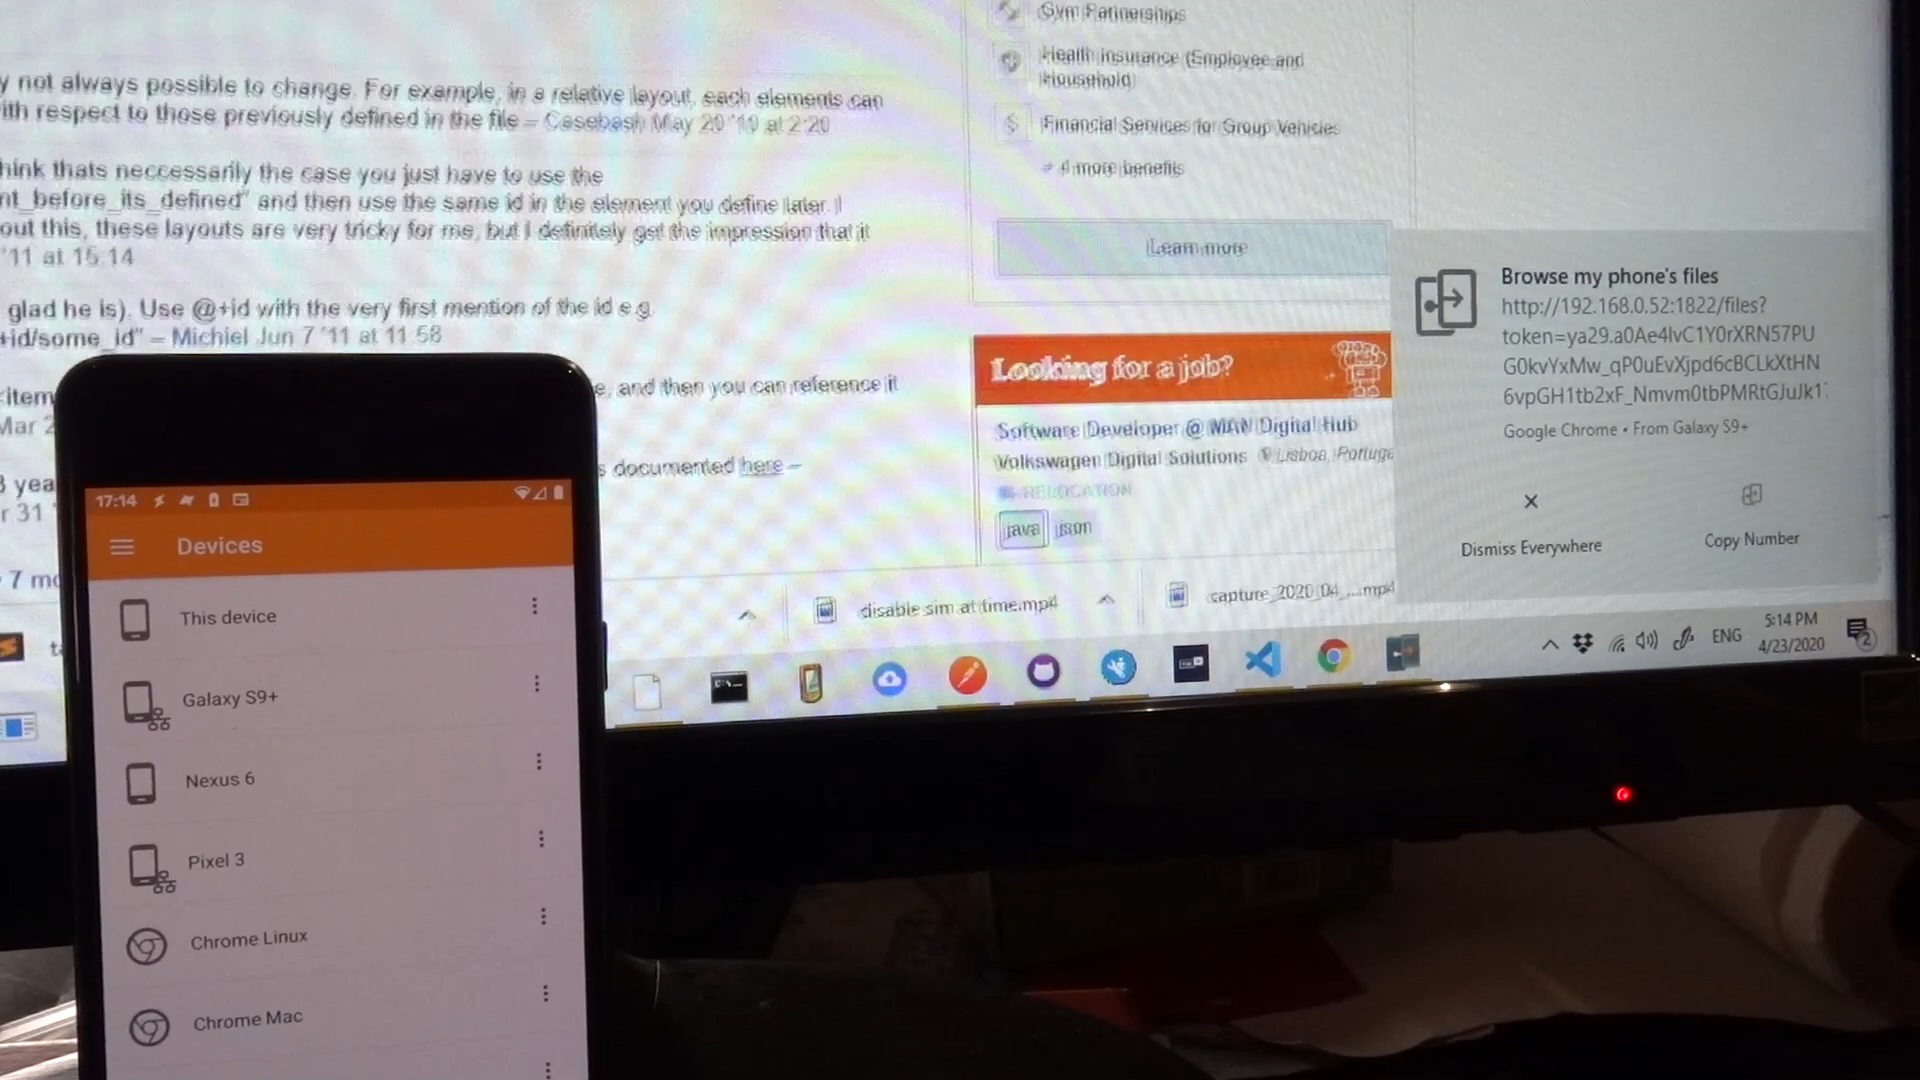 y not always possible to change. For example, in a relative layout, each elements can
ith respect to those previously defined in the file – Casebash May 20 '10 at 2:20
hink thats neccessarily the case you just have to use the
nt_before_its_defined" and then use the same id in the element you define later. I
out this, these layouts are very tricky for me, but I definitely get the impression that it
'11 at 15:14
glad he is). Use @+id with the very first mention of the id e.g.
+id/some_id" – Michiel Jun 7 '11 at 11:58
item
e, and then you can reference it
Mar 2
s documented here –
yea
r 31
7 mo
Gym Partnerships
Health Insurance (Employee and
Household)
$ Financial Services for Group Vehicles
+ 4 more benefits
Learn more
Looking for a job?
Software Developer @ MAN Digital Hub
Volkswagen Digital Solutions Lisboa, Portuga
RELOCATION
java json
Browse my phone's files
http://192.168.0.52:1822/files?
token=ya29.a0Ae4lvC1Y0rXRN57PU
G0kvYxMw_qP0uEvXjpd6cBCLkXtHN
6vpGH1tb2xF_Nmvm0tbPMRtGJuJk1
Google Chrome • From Galaxy S9+
Dismiss Everywhere
Copy Number
disable sim at time.mp4
capture_2020_04_....mp4
ENG
5:14 PM
4/23/2020
2
17:14
Devices
This device
Galaxy S9+
Nexus 6
Pixel 3
Chrome Linux
Chrome Mac